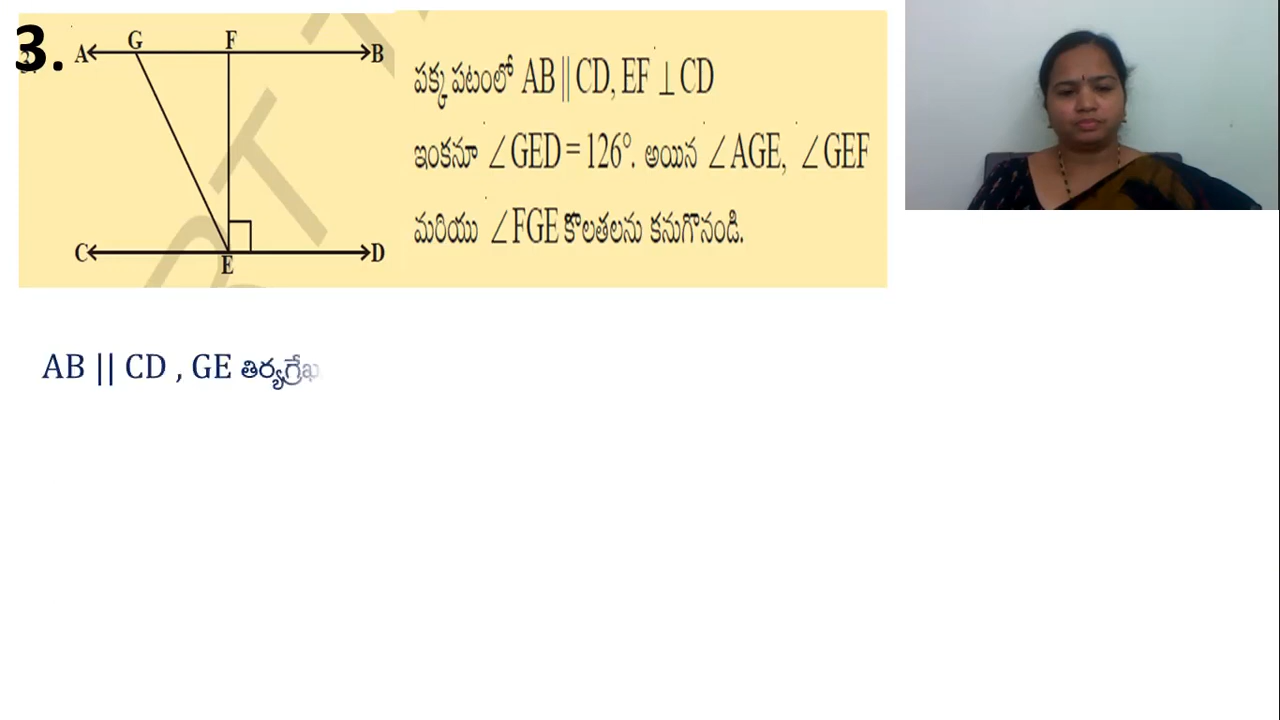 3.
A G F B
C E D
పక్క పటంలో AB || CD, EF ⊥ CD
ఇంకనూ ∠GED = 126°. అయిన ∠AGE, ∠GEF
మరియు ∠FGE కొలతలను కనుగొనండి.
AB || CD , GE తిర్యగ్రేఖ